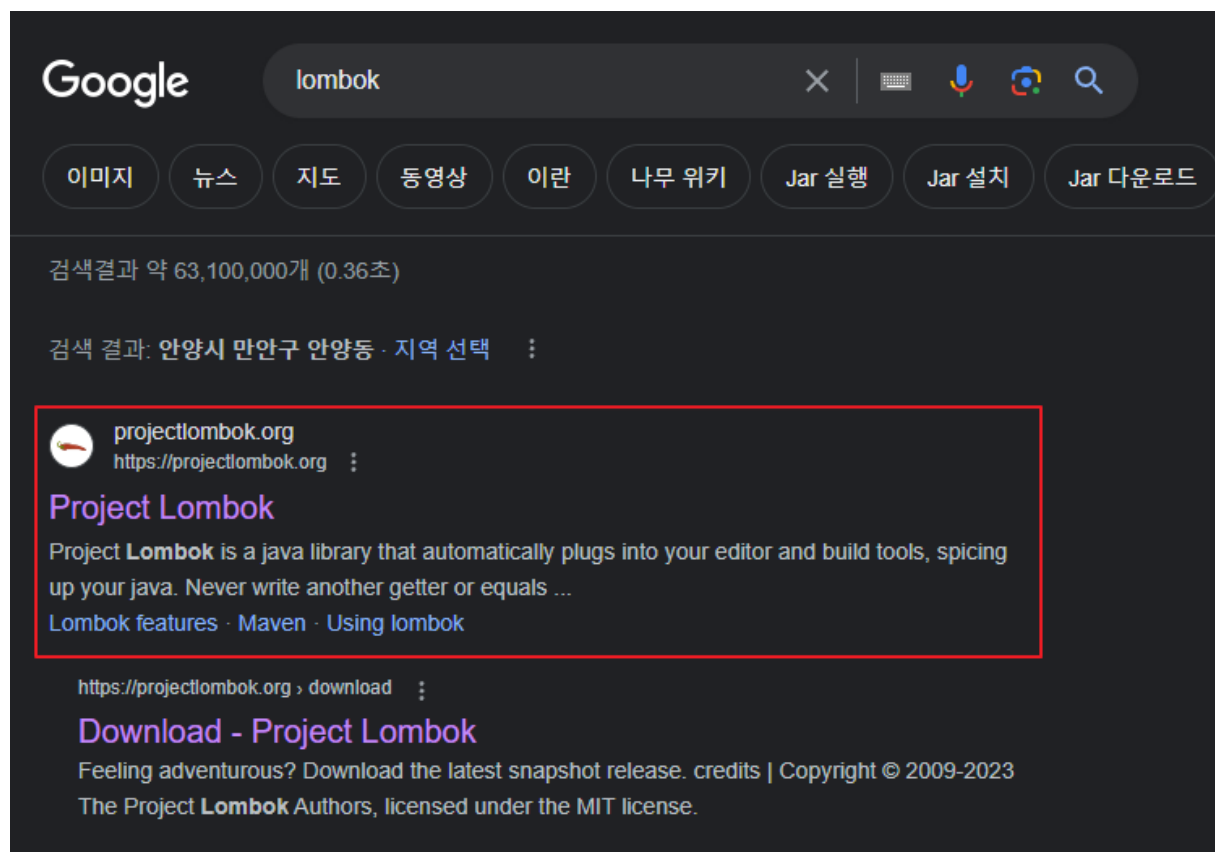 Google lombok
이미지 뉴스 지도 동영상 이란 나무 위키 Jar 실행 Jar 설치 Jar 다운로드
검색결과 약 63,100,000개 (0.36초)
검색 결과: 안양시 만안구 안양동 · 지역 선택
projectlombok.org
https://projectlombok.org
Project Lombok
Project Lombok is a java library that automatically plugs into your editor and build tools, spicing
up your java. Never write another getter or equals ...
Lombok features · Maven · Using lombok
https://projectlombok.org › download
Download - Project Lombok
Feeling adventurous? Download the latest snapshot release. credits | Copyright © 2009-2023
The Project Lombok Authors, licensed under the MIT license.